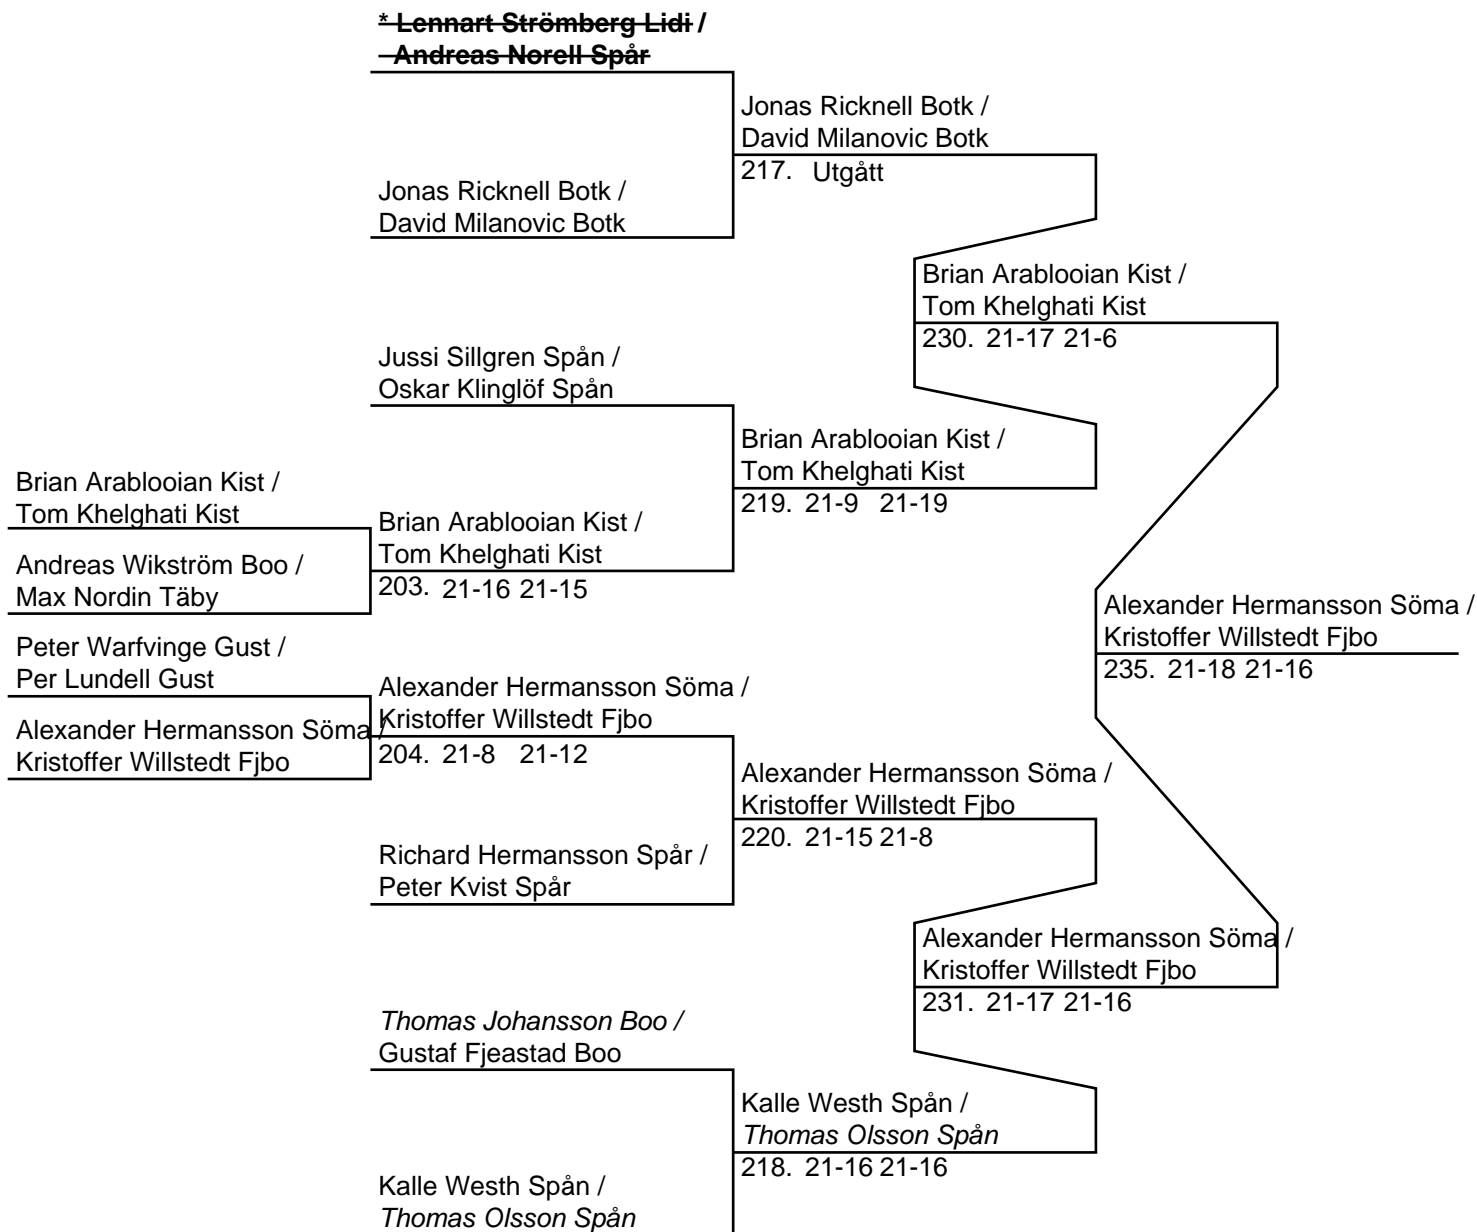 * Lennart Strömberg Lidi /
Andreas Norell Spår
Jonas Ricknell Botk /
David Milanovic Botk
217. Utgått
Jonas Ricknell Botk /
David Milanovic Botk
Brian Arablooian Kist /
Tom Khelghati Kist
230. 21-17 21-6
Jussi Sillgren Spån /
Oskar Klinglöf Spån
Brian Arablooian Kist /
Tom Khelghati Kist
219. 21-9 21-19
Brian Arablooian Kist /
Tom Khelghati Kist
Brian Arablooian Kist /
Tom Khelghati Kist
203. 21-16 21-15
Andreas Wikström Boo /
Max Nordin Täby
Alexander Hermansson Söma /
Kristoffer Willstedt Fjbo
235. 21-18 21-16
Peter Warfvinge Gust /
Per Lundell Gust
Alexander Hermansson Söma /
Kristoffer Willstedt Fjbo
204. 21-8 21-12
Alexander Hermansson Söma /
Kristoffer Willstedt Fjbo
Alexander Hermansson Söma /
Kristoffer Willstedt Fjbo
220. 21-15 21-8
Richard Hermansson Spår /
Peter Kvist Spår
Alexander Hermansson Söma /
Kristoffer Willstedt Fjbo
231. 21-17 21-16
Thomas Johansson Boo /
Gustaf Fjeastad Boo
Kalle Westh Spån /
Thomas Olsson Spån
218. 21-16 21-16
Kalle Westh Spån /
Thomas Olsson Spån